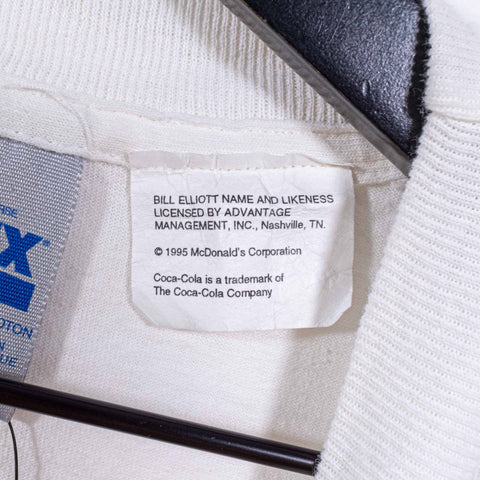 BILL ELLIOTT NAME AND LIKENESS
LICENSED BY ADVANTAGE
MANAGEMENT, INC., Nashville, TN.
© 1995 McDonald's Corporation
Coca-Cola is a trademark of
The Coca-Cola Company